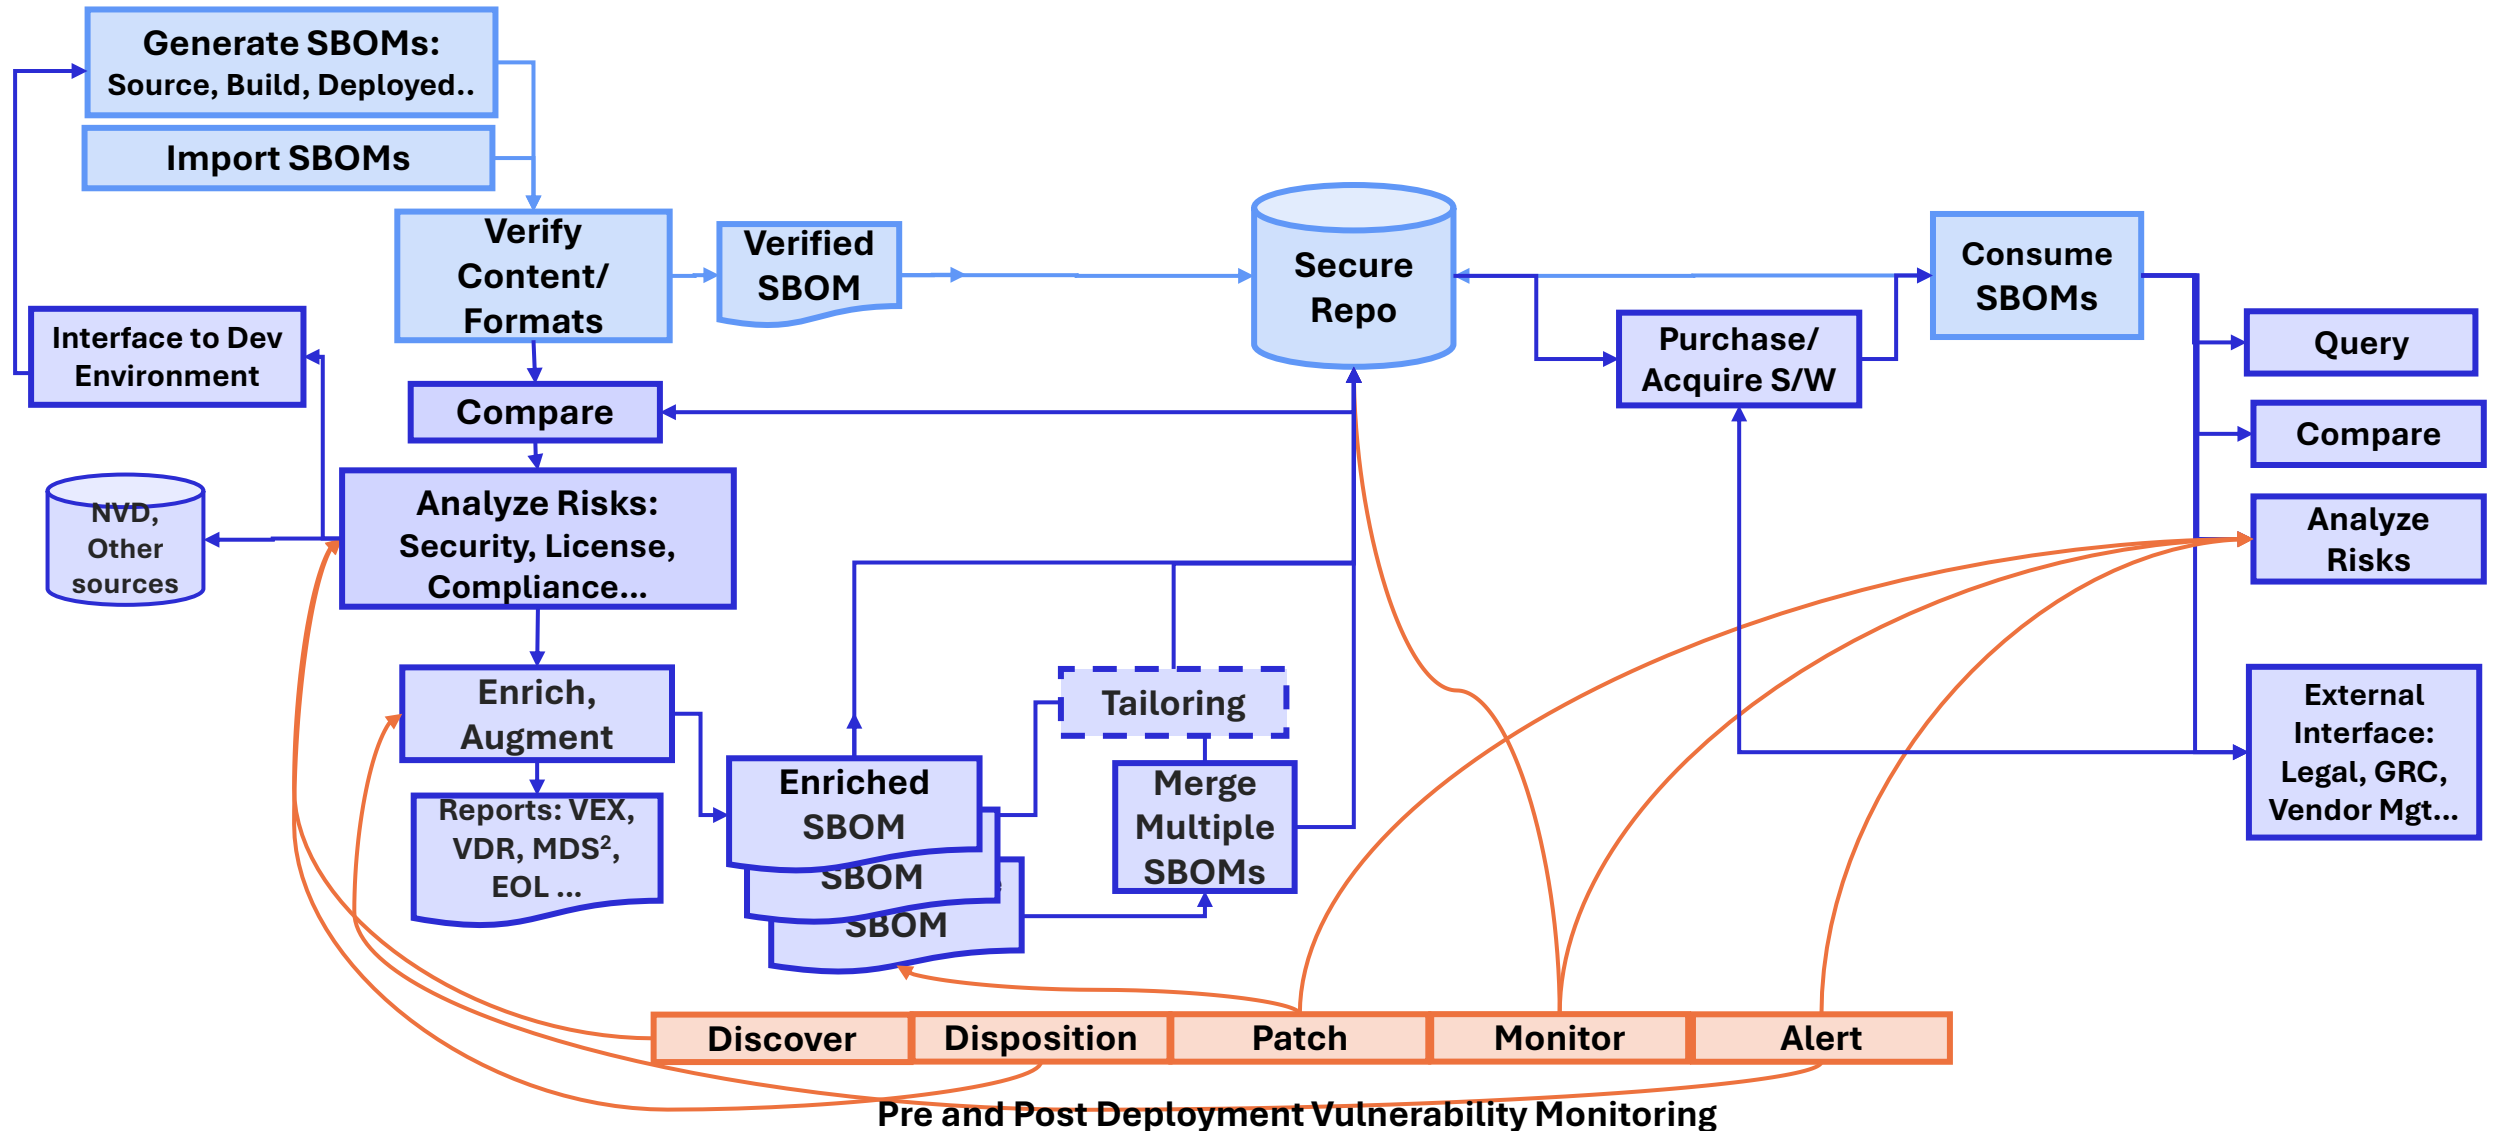 Generate SBOMs:
Source, Build, Deployed..
Import SBOMs
Verify
Content/
Formats
Verified
SBOM
Secure
Repo
Consume
SBOMs
Interface to Dev
Environment
Purchase/
Acquire S/W
Query
Compare
Compare
NVD,
Other
sources
Analyze Risks:
Security, License,
Compliance...
Analyze
Risks
Enrich,
Augment
Tailoring
External
Interface:
Legal, GRC,
Vendor Mgt...
Reports: VEX,
VDR, MDS²,
EOL ...
Enriched
SBOM
SBOM
SBOM
Merge
Multiple
SBOMs
Discover
Disposition
Patch
Monitor
Alert
Pre and Post Deployment Vulnerability Monitoring